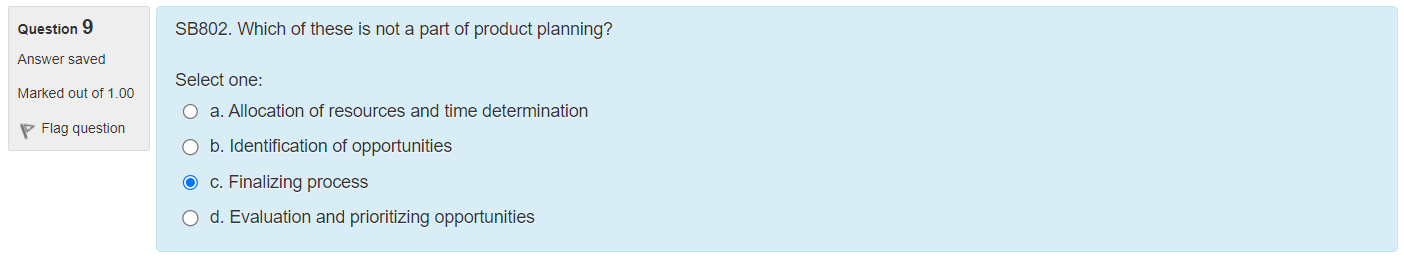 Question 9
Answer saved
Marked out of 1.00
Flag question
SB802. Which of these is not a part of product planning?
Select one:
a. Allocation of resources and time determination
b. Identification of opportunities
c. Finalizing process
d. Evaluation and prioritizing opportunities